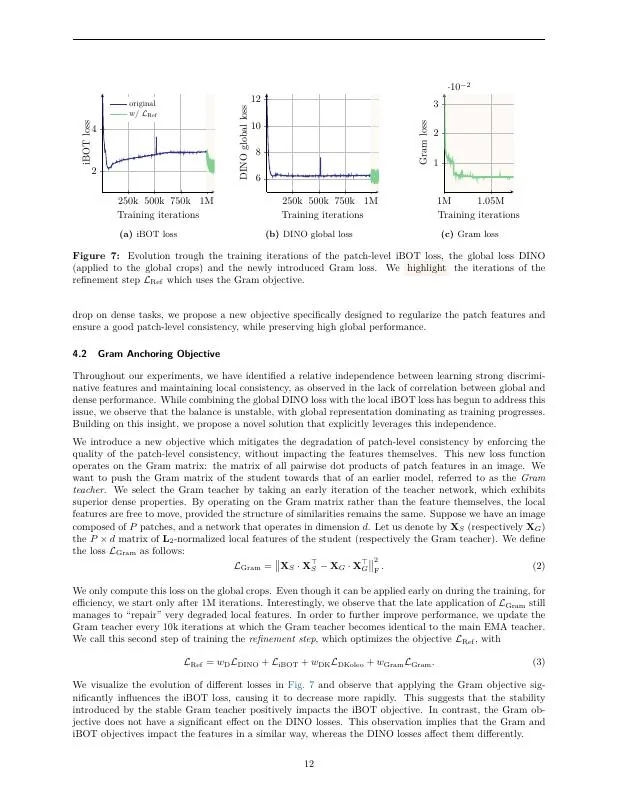 ·10−2
12
3
original
w/ LRef
4
10
2
8
2
1
6
iBOT loss
DINO global loss
Gram loss
250k 500k 750k 1M
250k 500k 750k 1M
1M 1.05M
Training iterations
Training iterations
Training iterations
(a) iBOT loss
(b) DINO global loss
(c) Gram loss
Figure 7: Evolution trough the training iterations of the patch-level iBOT loss, the global loss DINO
(applied to the global crops) and the newly introduced Gram loss. We highlight the iterations of the
refinement step LRef which uses the Gram objective.
drop on dense tasks, we propose a new objective specifically designed to regularize the patch features and
ensure a good patch-level consistency, while preserving high global performance.
4.2 Gram Anchoring Objective
Throughout our experiments, we have identified a relative independence between learning strong discrimi-
native features and maintaining local consistency, as observed in the lack of correlation between global and
dense performance. While combining the global DINO loss with the local iBOT loss has begun to address this
issue, we observe that the balance is unstable, with global representation dominating as training progresses.
Building on this insight, we propose a novel solution that explicitly leverages this independence.
We introduce a new objective which mitigates the degradation of patch-level consistency by enforcing the
quality of the patch-level consistency, without impacting the features themselves. This new loss function
operates on the Gram matrix: the matrix of all pairwise dot products of patch features in an image. We
want to push the Gram matrix of the student towards that of an earlier model, referred to as the Gram
teacher. We select the Gram teacher by taking an early iteration of the teacher network, which exhibits
superior dense properties. By operating on the Gram matrix rather than the feature themselves, the local
features are free to move, provided the structure of similarities remains the same. Suppose we have an image
composed of P patches, and a network that operates in dimension d. Let us denote by XS (respectively XG)
the P × d matrix of L2-normalized local features of the student (respectively the Gram teacher). We define
the loss LGram as follows:
LGram = ‖XS · XS⊤ − XG · XG⊤‖F2. (2)
We only compute this loss on the global crops. Even though it can be applied early on during the training, for
efficiency, we start only after 1M iterations. Interestingly, we observe that the late application of LGram still
manages to “repair” very degraded local features. In order to further improve performance, we update the
Gram teacher every 10k iterations at which the Gram teacher becomes identical to the main EMA teacher.
We call this second step of training the refinement step, which optimizes the objective LRef, with
LRef = wDLDINO + LiBOT + wDKLDKoleo + wGramLGram. (3)
We visualize the evolution of different losses in Fig. 7 and observe that applying the Gram objective sig-
nificantly influences the iBOT loss, causing it to decrease more rapidly. This suggests that the stability
introduced by the stable Gram teacher positively impacts the iBOT objective. In contrast, the Gram ob-
jective does not have a significant effect on the DINO losses. This observation implies that the Gram and
iBOT objectives impact the features in a similar way, whereas the DINO losses affect them differently.
12